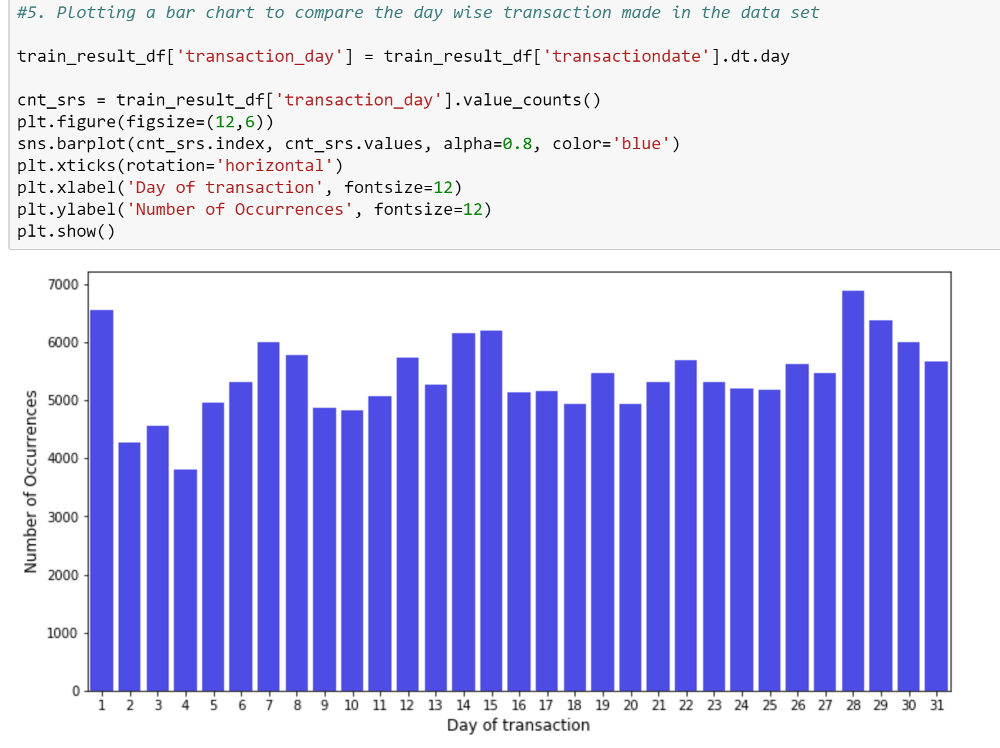 #5. Plotting a bar chart to compare the day wise transaction made in the data set
train_result_df['transaction_day'] = train_result_df['transactiondate'].dt.day
cnt_srs = train_result_df['transaction_day'].value_counts()
plt.figure(figsize=(12,6))
sns.barplot(cnt_srs.index, cnt_srs.values, alpha=0.8, color='blue')
plt.xticks(rotation='horizontal')
plt.xlabel('Day of transaction', fontsize=12)
plt.ylabel('Number of Occurrences', fontsize=12)
plt.show()
7000
6000
5000
4000
3000
2000
1000
0
Number of Occurrences
1 2 3 4 5 6 7 8 9 10 11 12 13 14 15 16 17 18 19 20 21 22 23 24 25 26 27 28 29 30 31
Day of transaction